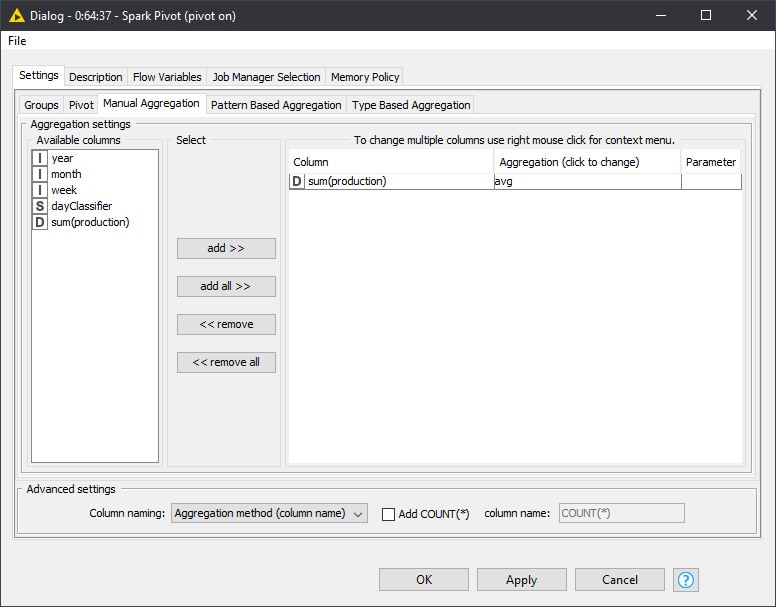 Dialog - 0:64:37 - Spark Pivot (pivot on)
File
Settings Description Flow Variables Job Manager Selection Memory Policy
Groups Pivot Manual Aggregation Pattern Based Aggregation Type Based Aggregation
Aggregation settings
Available columns
I year
I month
I week
S dayClassifier
D sum(production)
Select
add >>
add all >>
<< remove
<< remove all
To change multiple columns use right mouse click for context menu.
Column Aggregation (click to change) Parameter
D sum(production) avg
Advanced settings
Column naming: Aggregation method (column name) Add COUNT(*) column name: COUNT(*)
OK Apply Cancel ?